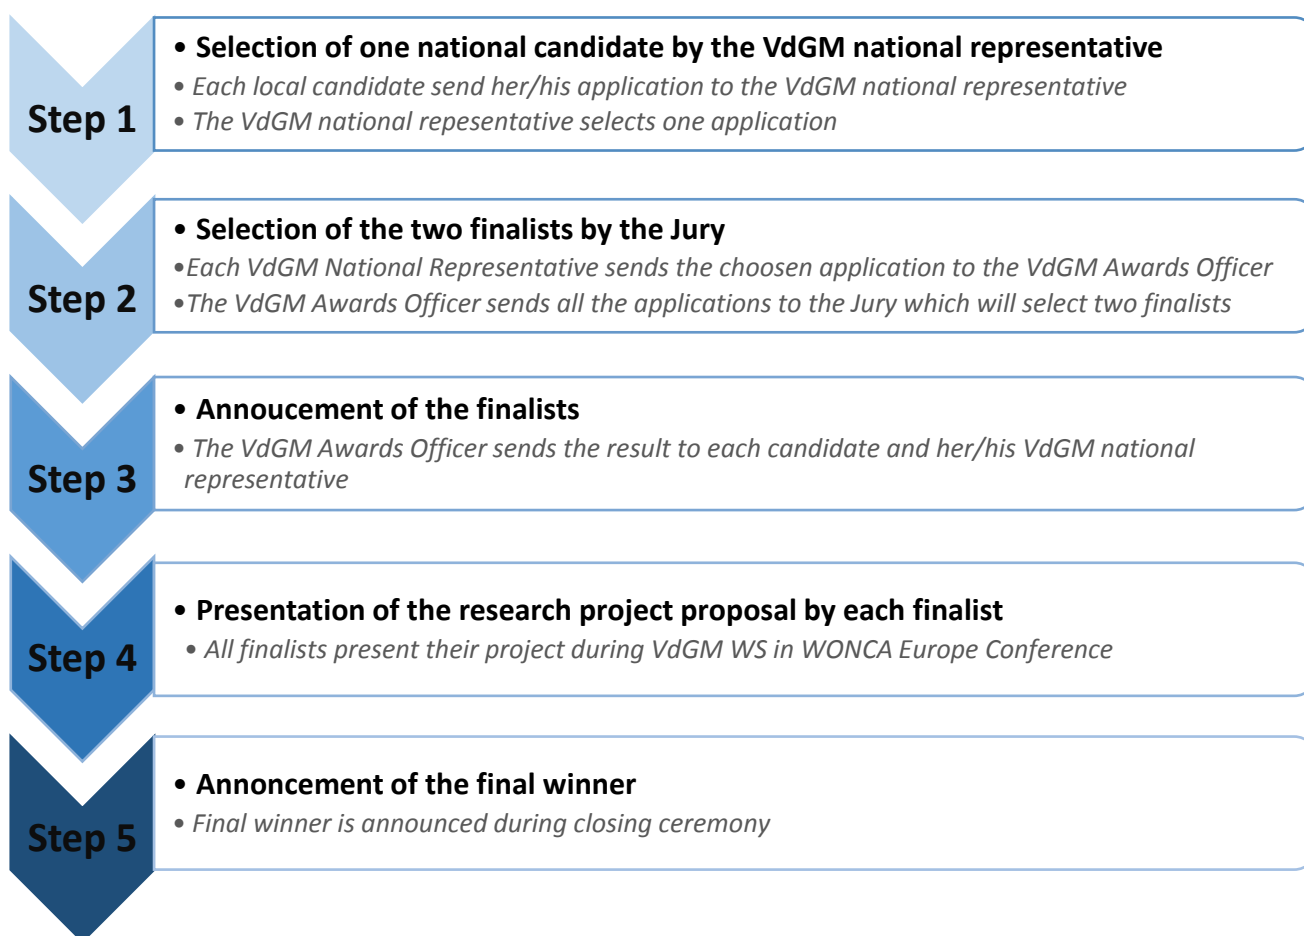 Step 1
• Selection of one national candidate by the VdGM national representative
• Each local candidate send her/his application to the VdGM national representative
• The VdGM national repesentative selects one application
Step 2
• Selection of the two finalists by the Jury
•Each VdGM National Representative sends the choosen application to the VdGM Awards Officer
•The VdGM Awards Officer sends all the applications to the Jury which will select two finalists
Step 3
• Annoucement of the finalists
• The VdGM Awards Officer sends the result to each candidate and her/his VdGM national
representative
Step 4
• Presentation of the research project proposal by each finalist
• All finalists present their project during VdGM WS in WONCA Europe Conference
Step 5
• Annoncement of the final winner
• Final winner is announced during closing ceremony